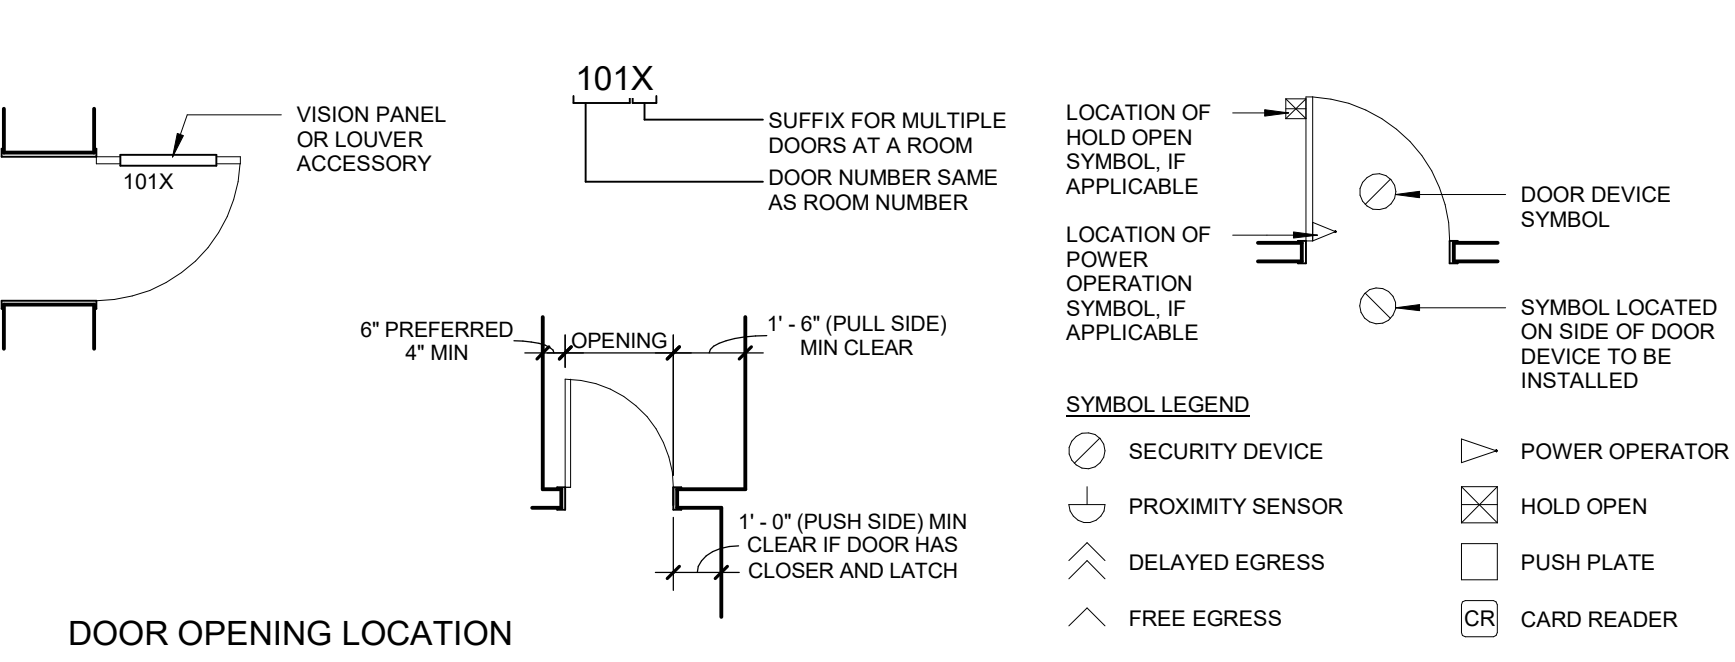 VISION PANEL
OR LOUVER
ACCESSORY
101X
101X
SUFFIX FOR MULTIPLE
DOORS AT A ROOM
DOOR NUMBER SAME
AS ROOM NUMBER
LOCATION OF
HOLD OPEN
SYMBOL, IF
APPLICABLE
LOCATION OF
POWER
OPERATION
SYMBOL, IF
APPLICABLE
DOOR DEVICE
SYMBOL
SYMBOL LOCATED
ON SIDE OF DOOR
DEVICE TO BE
INSTALLED
6" PREFERRED
4" MIN
OPENING
1' - 6" (PULL SIDE)
MIN CLEAR
1' - 0" (PUSH SIDE) MIN
CLEAR IF DOOR HAS
CLOSER AND LATCH
SYMBOL LEGEND
SECURITY DEVICE
PROXIMITY SENSOR
DELAYED EGRESS
FREE EGRESS
POWER OPERATOR
HOLD OPEN
PUSH PLATE
CR CARD READER
DOOR OPENING LOCATION